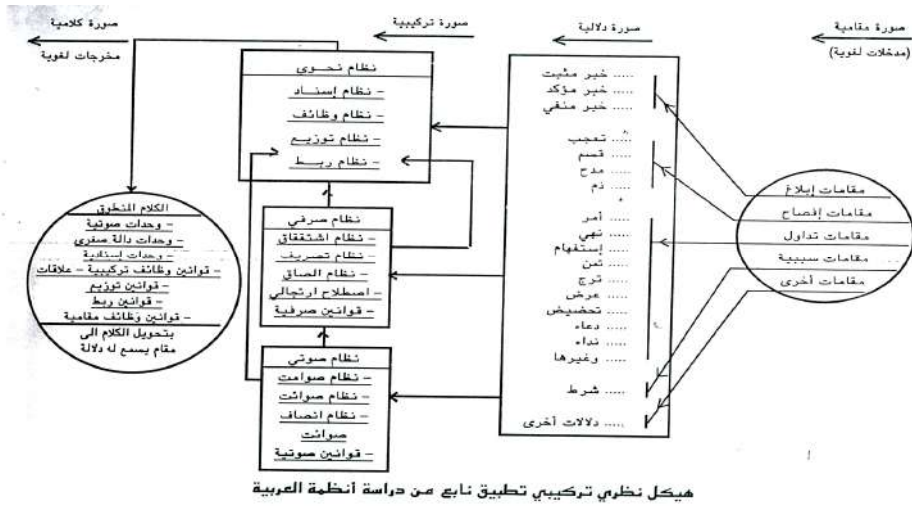 صورة مقامية
(مدخلات لغوية)
صورة دلالية
صورة تركيبية
صورة كلامية
مخرجات لغوية
مقامات إبلاغ
مقامات إفصاح
مقامات تداول
مقامات سببية
مقامات أخرى
..... خبر مثبت
..... خبر مؤكد
..... خبر منفي
..... تعجب
..... قسم
..... مدح
..... ذم
..... أمر
..... نهي
..... إستفهام
..... تمن
..... ترج
..... عرض
..... تحضيض
..... دعاء
..... نداء
..... وغيرها
..... شرط
..... دلالات أخرى
نظام نحوي
- نظام إسناد
- نظام وظائف
- نظام توزيع
- نظام ربط
نظام صرفي
- نظام اشتقاق
- نظام تصريف
- نظام الصاق
- اصطلاح ارتجالي
- قوانين صرفية
نظام صوتي
- نظام صوامت
- نظام صوائت
- نظام انصاف
صوائت
- قوانين صوتية
الكلام المنطوق
- وحدات صوتية
- وحدات دالة صغرى
- وحدات إسنادية
- قوانين وظائف تركيبية - علاقات
- قوانين توزيع
- قوانين ربط
- قوانين وظائف مقامية
يتحويل الكلام الى
مقام يسمع له دلالة
هيكل نظري تركيبي تطبيق نابع من دراسة أنظمة العربية